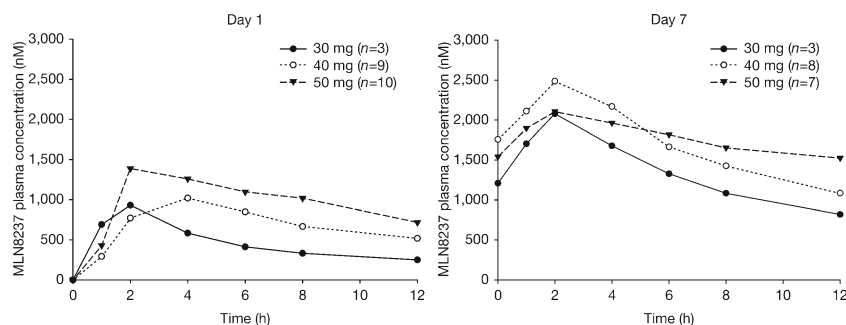 Day 1
MLN8237 plasma concentration (nM)
3,000
2,500
2,000
1,500
1,000
500
0
30 mg (n=3)
40 mg (n=9)
50 mg (n=10)
0 2 4 6 8 10 12
Time (h)
Day 7
MLN8237 plasma concentration (nM)
3,000
2,500
2,000
1,500
1,000
500
0
30 mg (n=3)
40 mg (n=8)
50 mg (n=7)
0 2 4 6 8 10 12
Time (h)